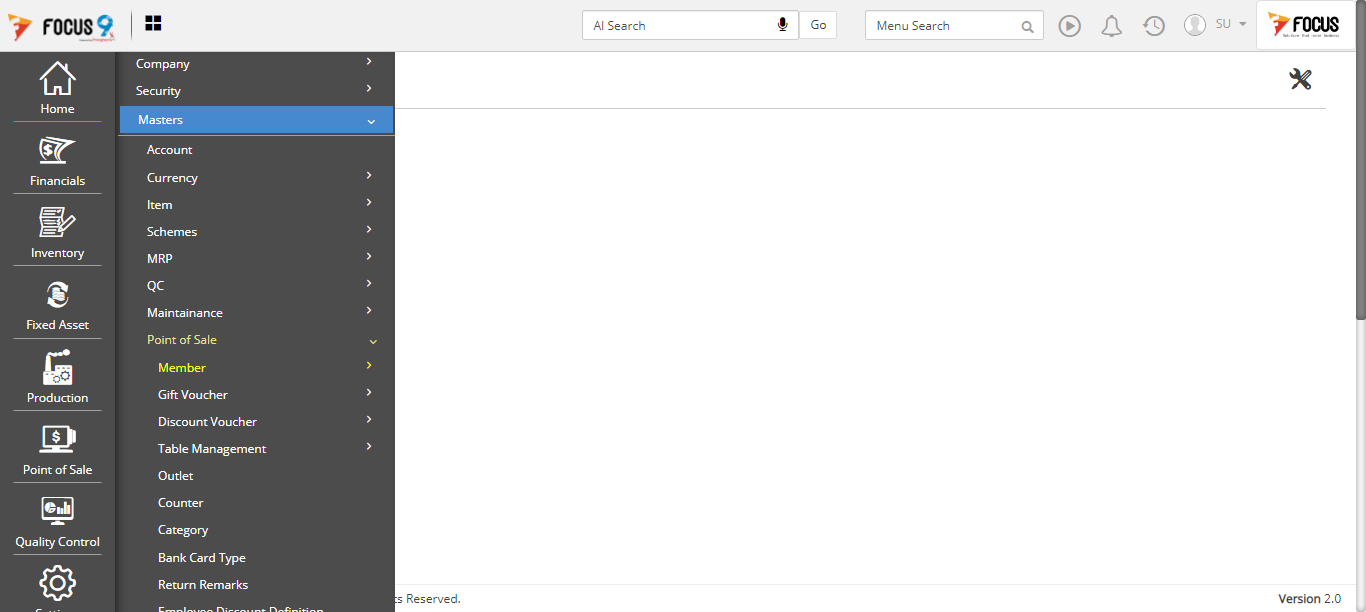 FOCUS 9
AI Search
Go
Menu Search
SU
FOCUS
Home
Financials
Inventory
Fixed Asset
Production
Point of Sale
Quality Control
Company
Security
Masters
Account
Currency
Item
Schemes
MRP
QC
Maintainance
Point of Sale
Member
Gift Voucher
Discount Voucher
Table Management
Outlet
Counter
Category
Bank Card Type
Return Remarks
Employee Discount Definition
ts Reserved.
Version 2.0